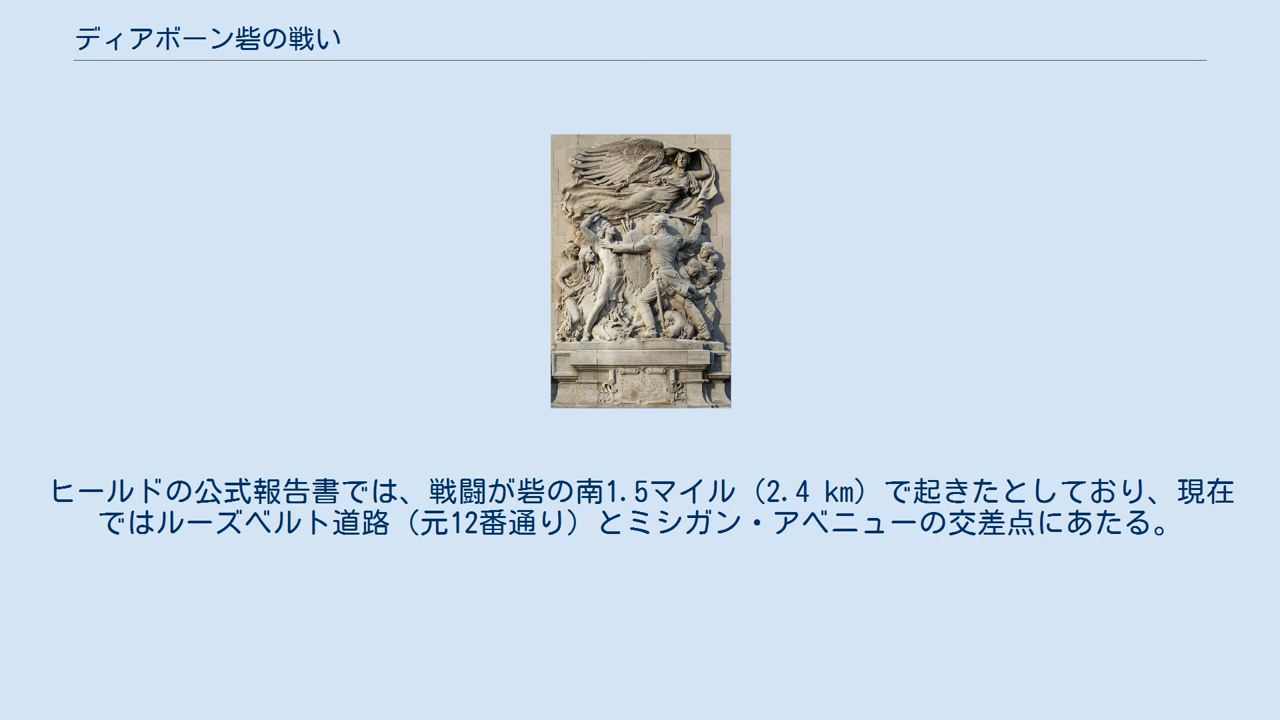 ディアボーン砦の戦い
ヒールドの公式報告書では、戦闘が砦の南1.5マイル（2.4 km）で起きたとしており、現在
ではルーズベルト道路（元12番通り）とミシガン・アベニューの交差点にあたる。